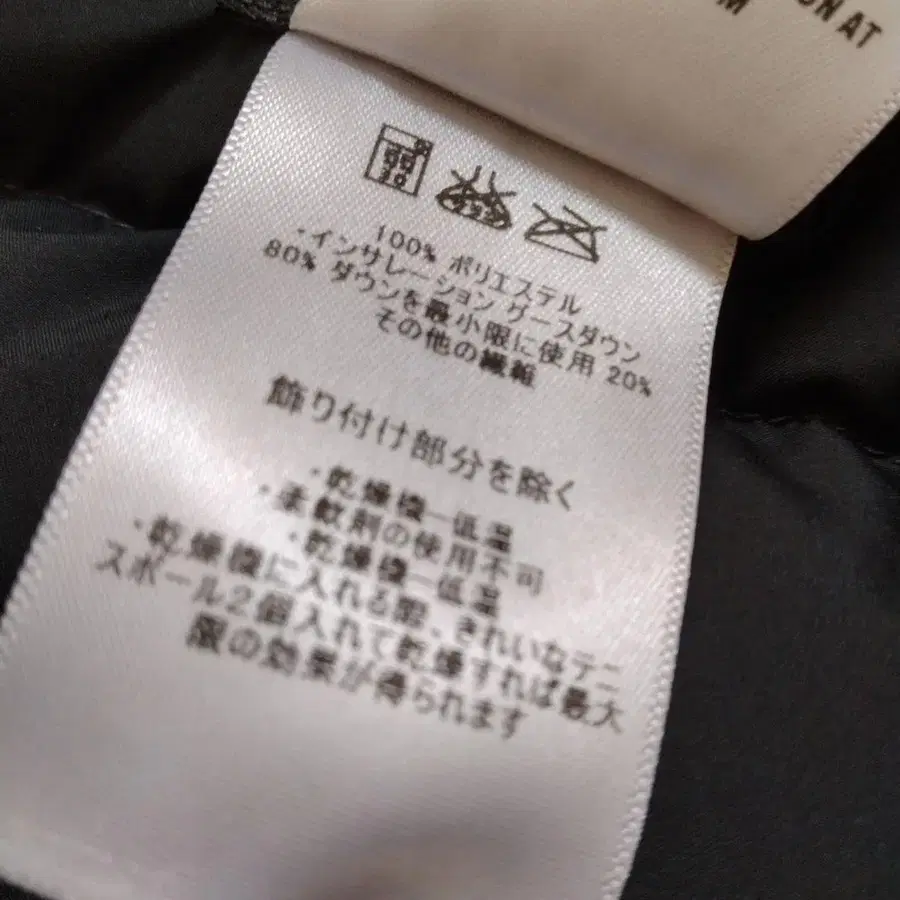 ON AT
M
100% ポリエステル
・インサレーション グースダウン
80% ダウンを最小限に使用 20%
その他の繊維
飾り付け部分を除く
・乾燥機—低温
・柔軟剤の使用不可
・乾燥機—低温
・乾燥機に入れる際、きれいなテニ
スボール2個入れて乾燥すれば最大
限の効果が得られます